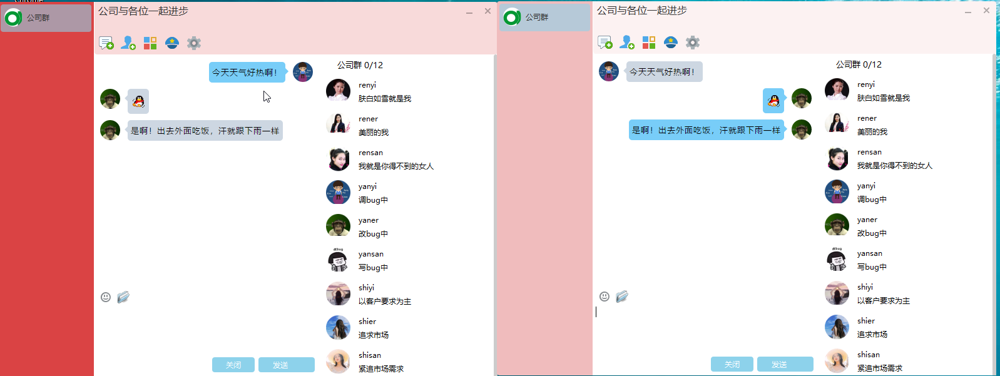 公司群
公司与各位一起进步
今天天气好热啊！
是啊！出去外面吃饭，汗就跟下雨一样
公司群 0/12
renyi
肤白如雪就是我
rener
美丽的我
rensan
我就是你得不到的女人
yanyi
调bug中
yaner
改bug中
yansan
写bug中
shiyi
以客户要求为主
shier
追求市场
shisan
紧追市场需求
关闭 发送
公司群
公司与各位一起进步
今天天气好热啊！
是啊！出去外面吃饭，汗就跟下雨一样
公司群 0/12
renyi
肤白如雪就是我
rener
美丽的我
rensan
我就是你得不到的女人
yanyi
调bug中
yaner
改bug中
yansan
写bug中
shiyi
以客户要求为主
shier
追求市场
shisan
紧追市场需求
关闭 发送